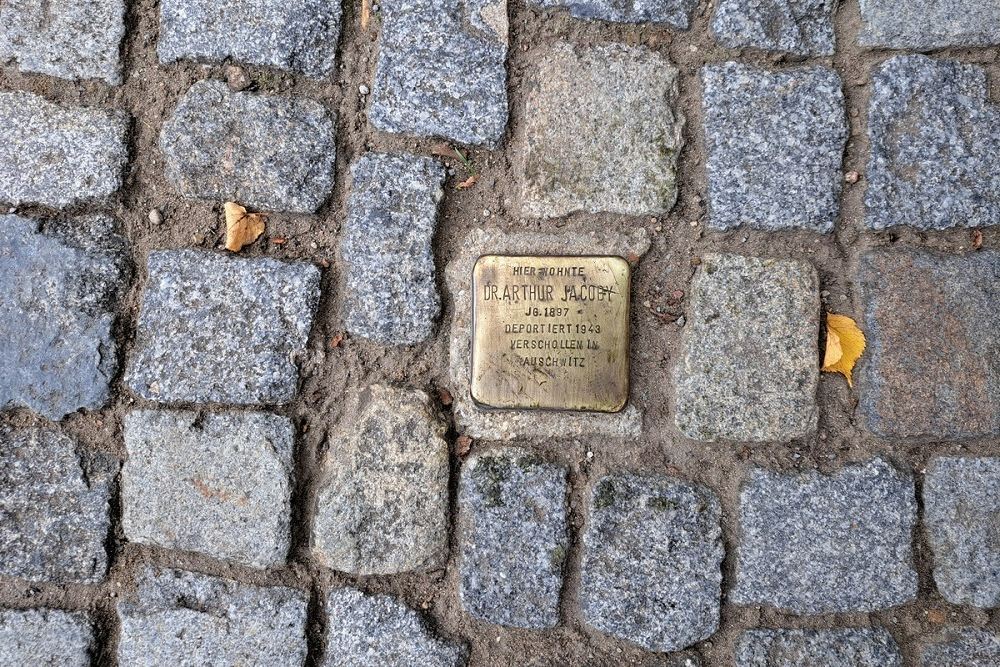 HIER WOHNTE
DR. ARTHUR JACOBY
JG. 1897
DEPORTIERT 1943
VERSCHOLLEN IN
AUSCHWITZ